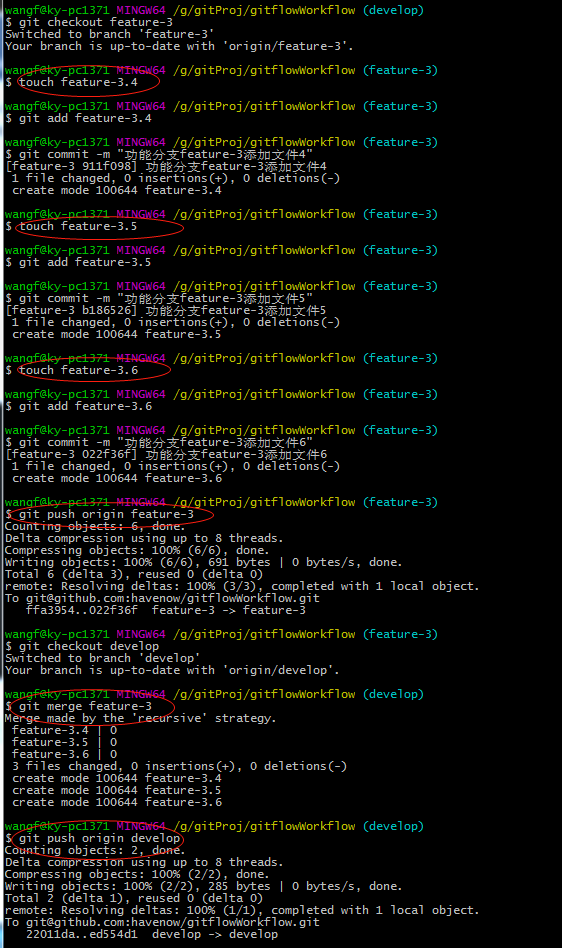 wangf@ky-pc1371 MINGW64 /g/gitProj/gitflowWorkflow (develop)
$ git checkout feature-3
Switched to branch 'feature-3'
Your branch is up-to-date with 'origin/feature-3'.
wangf@ky-pc1371 MINGW64 /g/gitProj/gitflowWorkflow (feature-3)
$ touch feature-3.4
wangf@ky-pc1371 MINGW64 /g/gitProj/gitflowWorkflow (feature-3)
$ git add feature-3.4
wangf@ky-pc1371 MINGW64 /g/gitProj/gitflowWorkflow (feature-3)
$ git commit -m "功能分支feature-3添加文件4"
[feature-3 911f098] 功能分支feature-3添加文件4
 1 file changed, 0 insertions(+), 0 deletions(-)
 create mode 100644 feature-3.4
wangf@ky-pc1371 MINGW64 /g/gitProj/gitflowWorkflow (feature-3)
$ touch feature-3.5
wangf@ky-pc1371 MINGW64 /g/gitProj/gitflowWorkflow (feature-3)
$ git add feature-3.5
wangf@ky-pc1371 MINGW64 /g/gitProj/gitflowWorkflow (feature-3)
$ git commit -m "功能分支feature-3添加文件5"
[feature-3 b186526] 功能分支feature-3添加文件5
 1 file changed, 0 insertions(+), 0 deletions(-)
 create mode 100644 feature-3.5
wangf@ky-pc1371 MINGW64 /g/gitProj/gitflowWorkflow (feature-3)
$ touch feature-3.6
wangf@ky-pc1371 MINGW64 /g/gitProj/gitflowWorkflow (feature-3)
$ git add feature-3.6
wangf@ky-pc1371 MINGW64 /g/gitProj/gitflowWorkflow (feature-3)
$ git commit -m "功能分支feature-3添加文件6"
[feature-3 022f36f] 功能分支feature-3添加文件6
 1 file changed, 0 insertions(+), 0 deletions(-)
 create mode 100644 feature-3.6
wangf@ky-pc1371 MINGW64 /g/gitProj/gitflowWorkflow (feature-3)
$ git push origin feature-3
Counting objects: 6, done.
Delta compression using up to 8 threads.
Compressing objects: 100% (6/6), done.
Writing objects: 100% (6/6), 691 bytes | 0 bytes/s, done.
Total 6 (delta 3), reused 0 (delta 0)
remote: Resolving deltas: 100% (3/3), completed with 1 local object.
To git@github.com:havenow/gitflowWorkflow.git
   ffa3954..022f36f  feature-3 -> feature-3
wangf@ky-pc1371 MINGW64 /g/gitProj/gitflowWorkflow (feature-3)
$ git checkout develop
Switched to branch 'develop'
Your branch is up-to-date with 'origin/develop'.
wangf@ky-pc1371 MINGW64 /g/gitProj/gitflowWorkflow (develop)
$ git merge feature-3
Merge made by the 'recursive' strategy.
 feature-3.4 | 0
 feature-3.5 | 0
 feature-3.6 | 0
 3 files changed, 0 insertions(+), 0 deletions(-)
 create mode 100644 feature-3.4
 create mode 100644 feature-3.5
 create mode 100644 feature-3.6
wangf@ky-pc1371 MINGW64 /g/gitProj/gitflowWorkflow (develop)
$ git push origin develop
Counting objects: 2, done.
Delta compression using up to 8 threads.
Compressing objects: 100% (2/2), done.
Writing objects: 100% (2/2), 285 bytes | 0 bytes/s, done.
Total 2 (delta 1), reused 0 (delta 0)
remote: Resolving deltas: 100% (1/1), completed with 1 local object.
To git@github.com:havenow/gitflowWorkflow.git
   22011da..ed554d1  develop -> develop